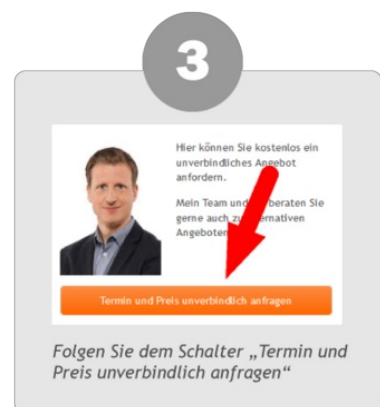 3
Hier können Sie kostenlos ein
unverbindliches Angebot
anfordern.
Mein Team und beraten Sie
gerne auch zu
Angeboten
Termin und Preis unverbindlich anfragen
Folgen Sie dem Schalter „Termin und
Preis unverbindlich anfragen“